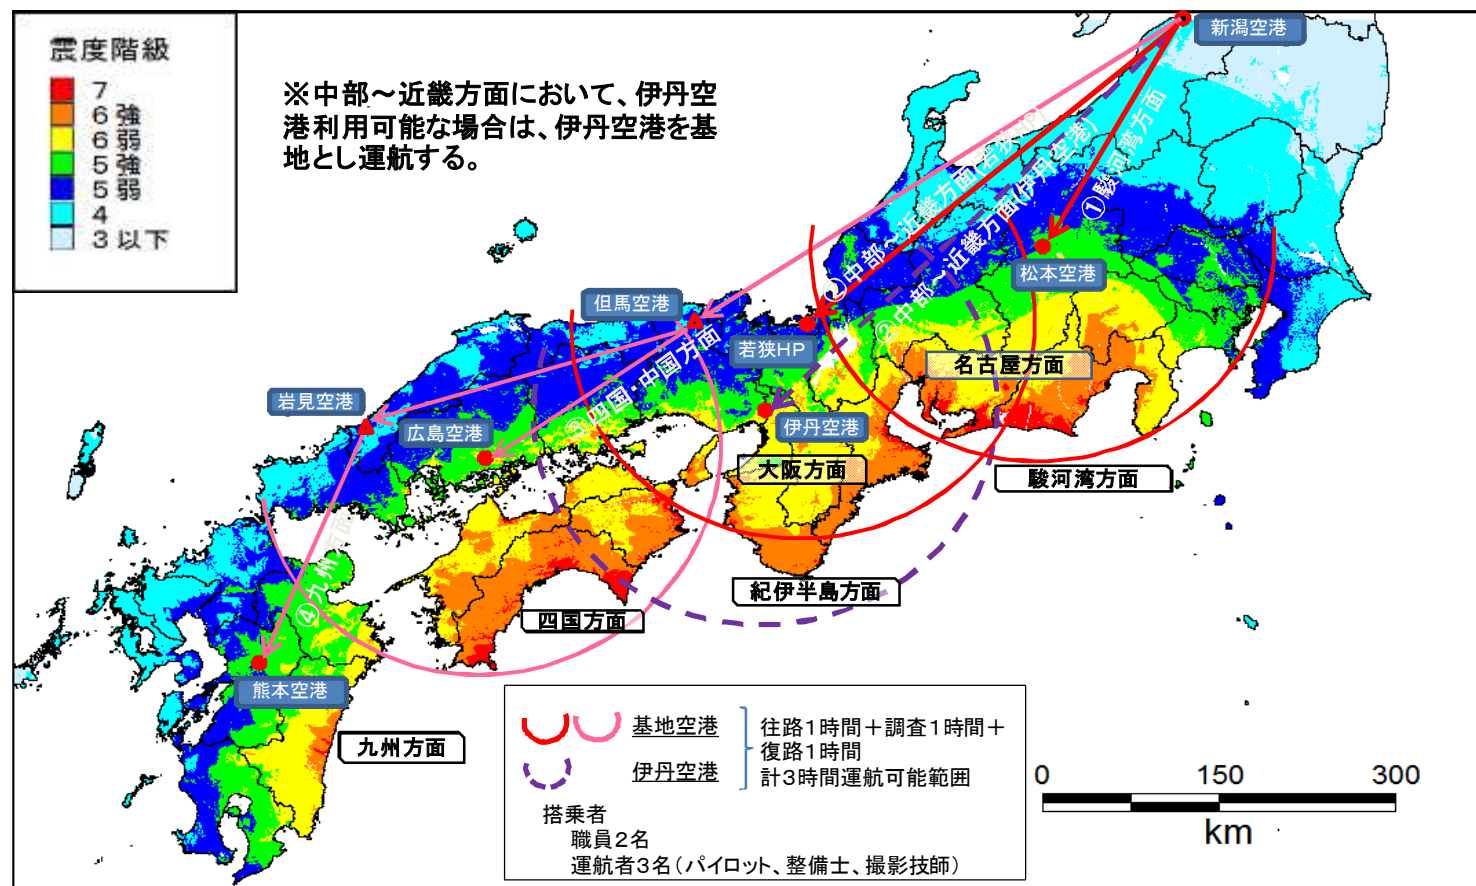 震度階級
7
6強
6弱
5強
5弱
4
3以下
※中部～近畿方面において、伊丹空
港利用可能な場合は、伊丹空港を基
地とし運航する。
新潟空港
①駿河湾方面
②中部～近畿方面(若狭HP)
②中部～近畿方面(伊丹空港)
松本空港
但馬空港
若狭HP
名古屋方面
岩見空港
広島空港
③四国・中国方面
伊丹空港
大阪方面
駿河湾方面
④九州方面
紀伊半島方面
四国方面
熊本空港
九州方面
基地空港
伊丹空港
往路1時間＋調査1時間＋
復路1時間
計3時間運航可能範囲
搭乗者
職員2名
運航者3名(パイロット、整備士、撮影技師)
0 150 300
km